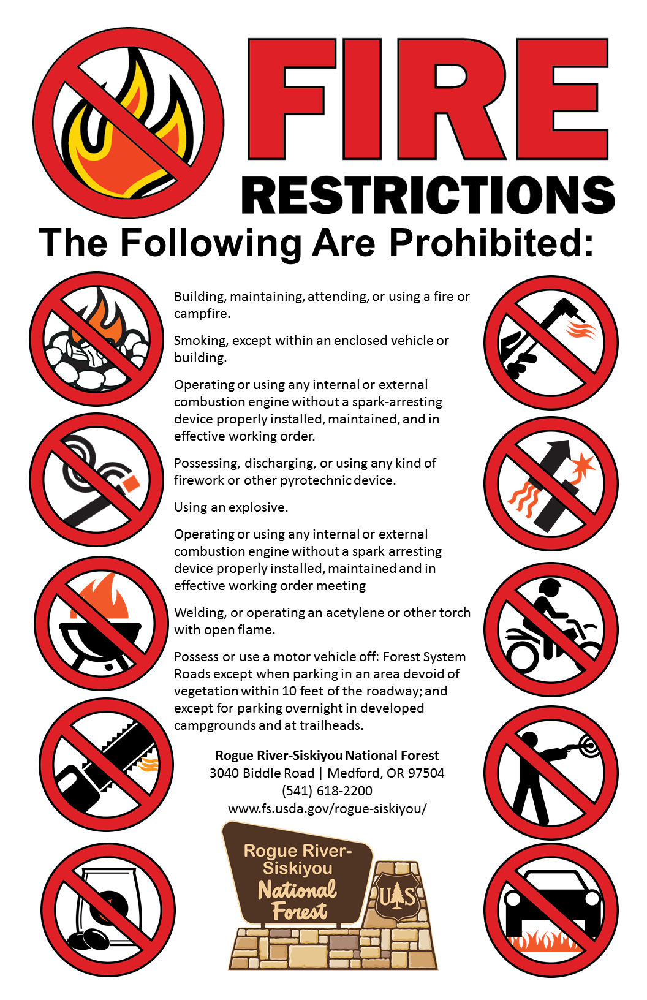 FIRE
RESTRICTIONS
The Following Are Prohibited:
Building, maintaining, attending, or using a fire or
campfire.
Smoking, except within an enclosed vehicle or
building.
Operating or using any internal or external
combustion engine without a spark-arresting
device properly installed, maintained, and in
effective working order.
Possessing, discharging, or using any kind of
firework or other pyrotechnic device.
Using an explosive.
Operating or using any internal or external
combustion engine without a spark arresting
device properly installed, maintained and in
effective working order meeting
Welding, or operating an acetylene or other torch
with open flame.
Possess or use a motor vehicle off: Forest System
Roads except when parking in an area devoid of
vegetation within 10 feet of the roadway; and
except for parking overnight in developed
campgrounds and at trailheads.
Rogue River-Siskiyou National Forest
3040 Biddle Road | Medford, OR 97504
(541) 618-2200
www.fs.usda.gov/rogue-siskiyou/
Rogue River-
Siskiyou
National
Forest
U S